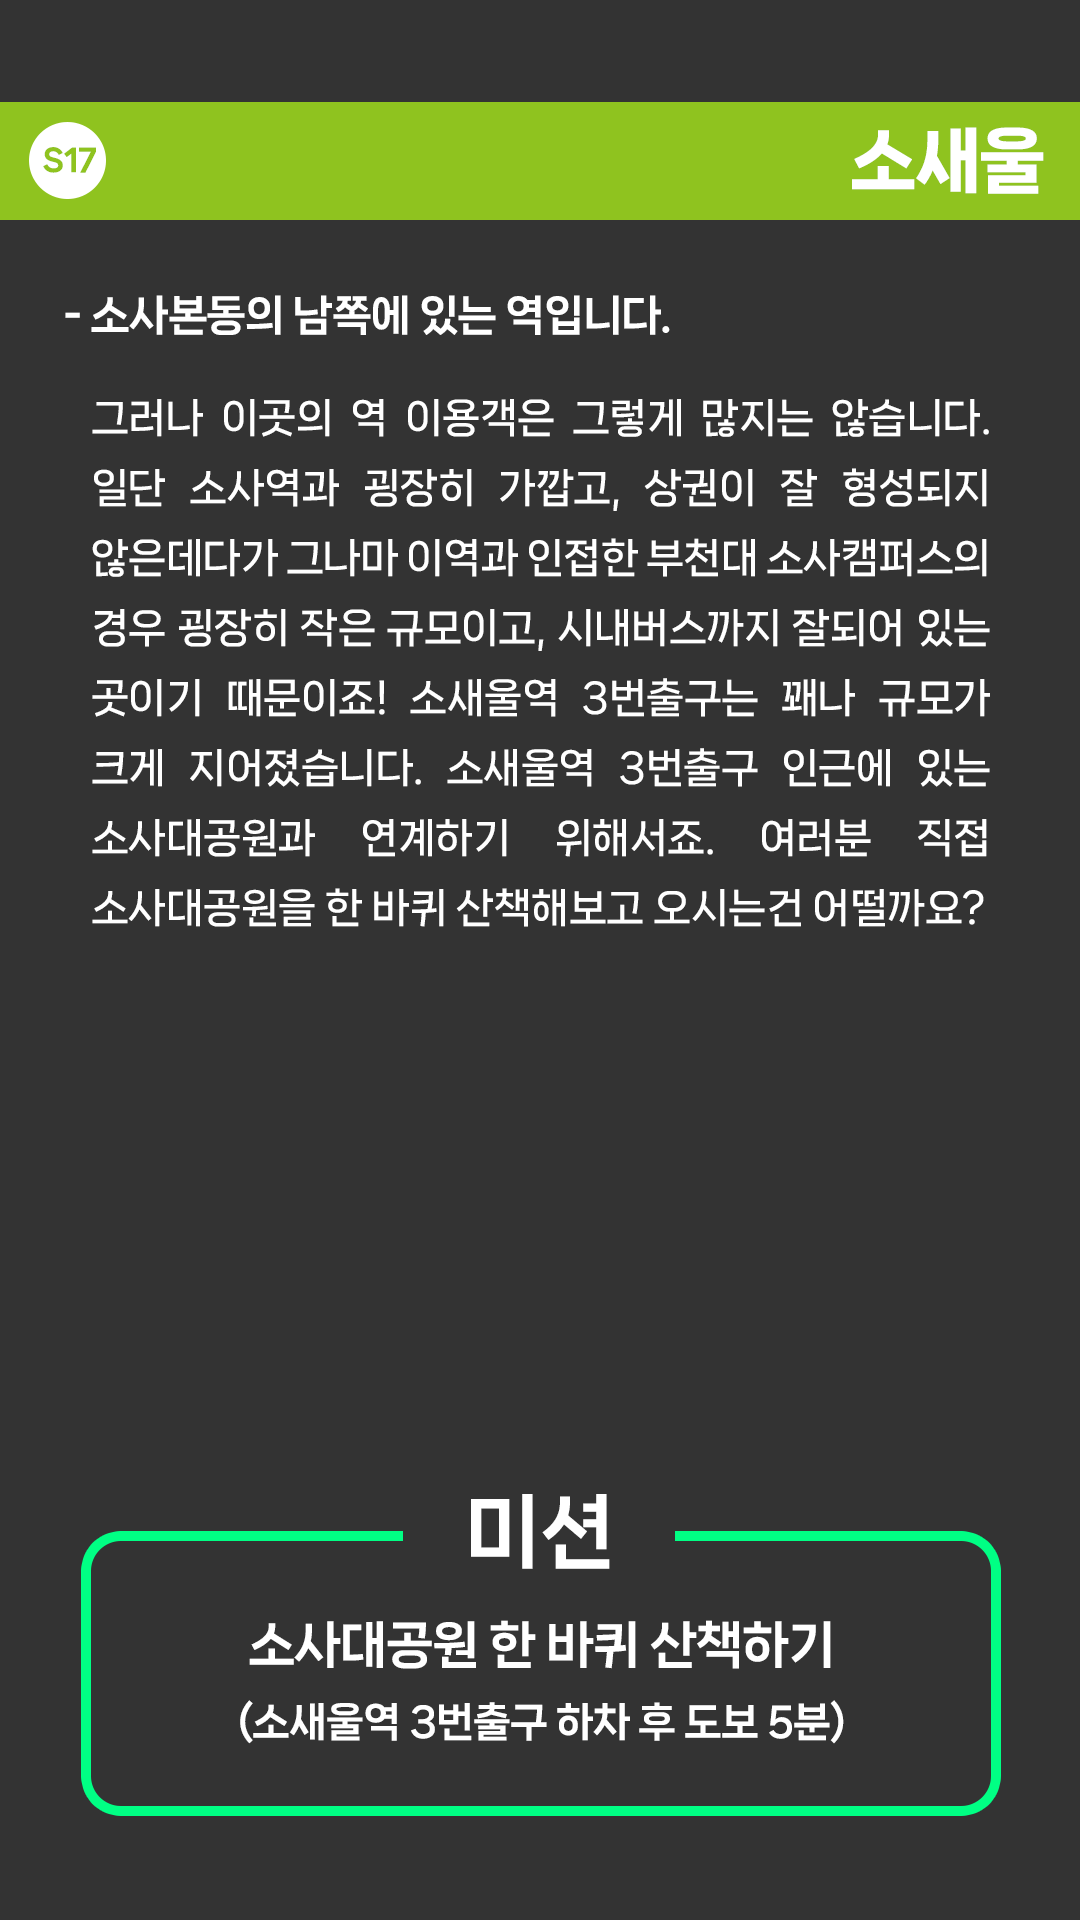 S17
소새울
- 소사본동의 남쪽에 있는 역입니다.
그러나 이곳의 역 이용객은 그렇게 많지는 않습니다.
일단 소사역과 굉장히 가깝고, 상권이 잘 형성되지
않은데다가 그나마 이역과 인접한 부천대 소사캠퍼스의
경우 굉장히 작은 규모이고, 시내버스까지 잘되어 있는
곳이기 때문이죠! 소새울역 3번출구는 꽤나 규모가
크게 지어졌습니다. 소새울역 3번출구 인근에 있는
소사대공원과 연계하기 위해서죠. 여러분 직접
소사대공원을 한 바퀴 산책해보고 오시는건 어떨까요?
미션
소사대공원 한 바퀴 산책하기
(소새울역 3번출구 하차 후 도보 5분)